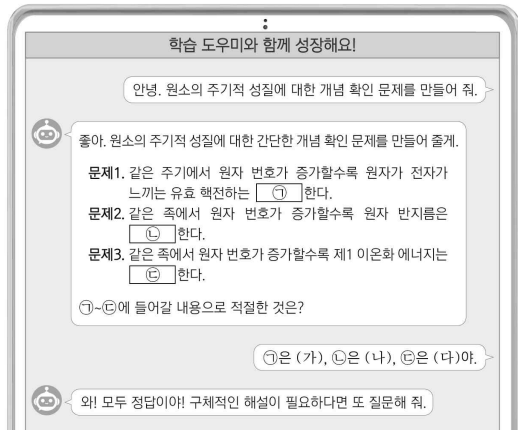 학습 도우미와 함께 성장해요!
안녕. 원소의 주기적 성질에 대한 개념 확인 문제를 만들어 줘.
좋아. 원소의 주기적 성질에 대한 간단한 개념 확인 문제를 만들어 줄게.
문제1. 같은 주기에서 원자 번호가 증가할수록 원자가 전자가
느끼는 유효 핵전하는 ㉠ 한다.
문제2. 같은 족에서 원자 번호가 증가할수록 원자 반지름은
㉡ 한다.
문제3. 같은 족에서 원자 번호가 증가할수록 제1 이온화 에너지는
㉢ 한다.
㉠~㉢에 들어갈 내용으로 적절한 것은?
㉠은 (가), ㉡은 (나), ㉢은 (다)야.
와! 모두 정답이야! 구체적인 해설이 필요하다면 또 질문해 줘.